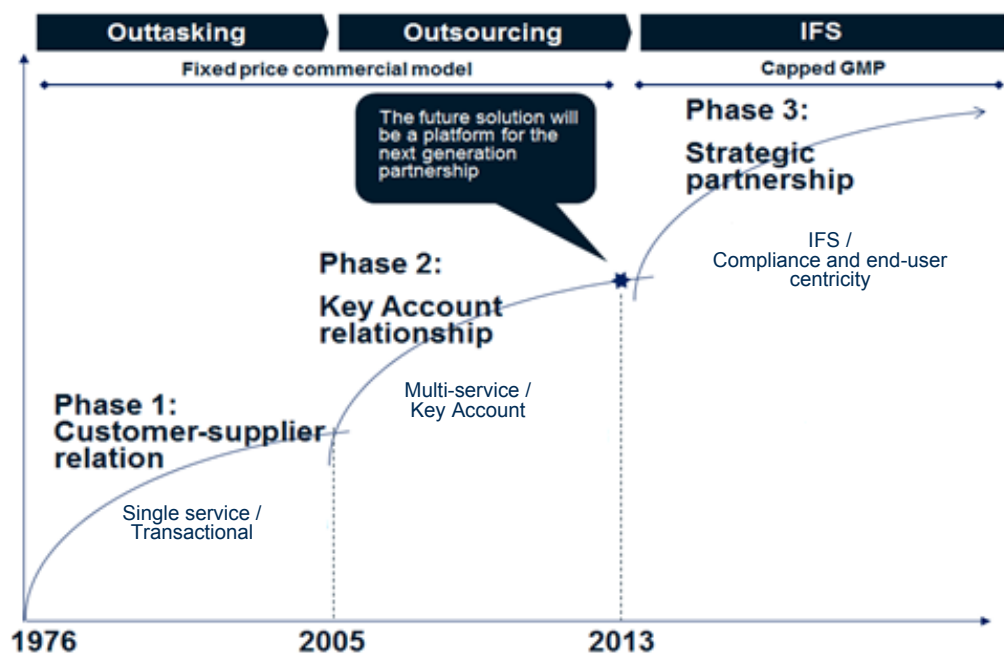 Outtasking
Outsourcing
IFS
Fixed price commercial model
Capped GMP
The future solution will
be a platform for the
next generation
partnership
Phase 3:
Strategic
partnership
IFS /
Compliance and end-user
centricity
Phase 2:
Key Account
relationship
Multi-service /
Key Account
Phase 1:
Customer-supplier
relation
Single service /
Transactional
1976
2005
2013